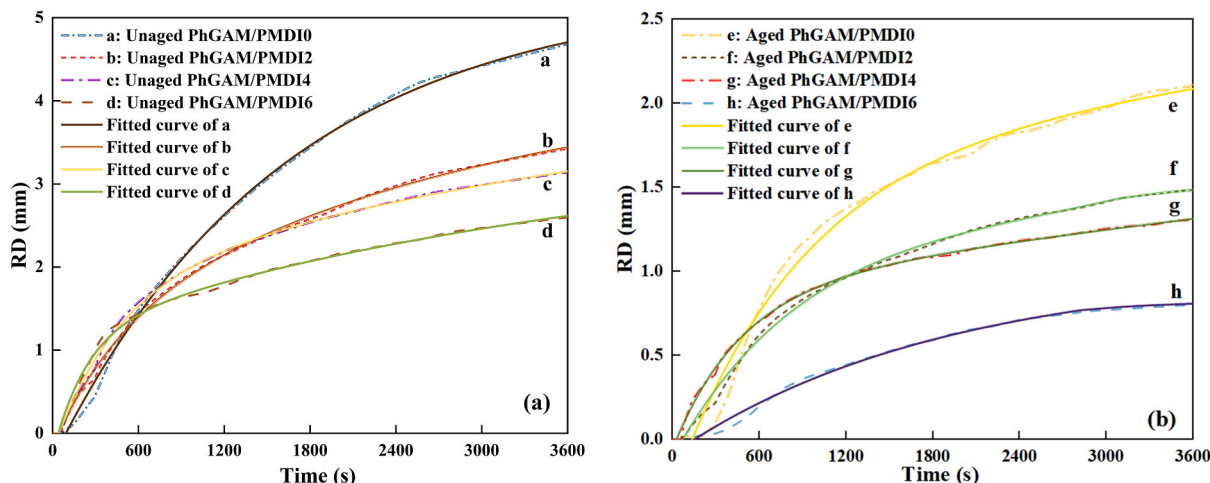 5
4
3
2
1
0
RD (mm)
a: Unaged PhGAM/PMDI0
b: Unaged PhGAM/PMDI2
c: Unaged PhGAM/PMDI4
d: Unaged PhGAM/PMDI6
Fitted curve of a
Fitted curve of b
Fitted curve of c
Fitted curve of d
a
b
c
d
(a)
0 600 1200 1800 2400 3000 3600
Time (s)
2.5
2.0
1.5
1.0
0.5
0.0
RD (mm)
e: Aged PhGAM/PMDI0
f: Aged PhGAM/PMDI2
g: Aged PhGAM/PMDI4
h: Aged PhGAM/PMDI6
Fitted curve of e
Fitted curve of f
Fitted curve of g
Fitted curve of h
e
f
g
h
(b)
0 600 1200 1800 2400 3000 3600
Time (s)